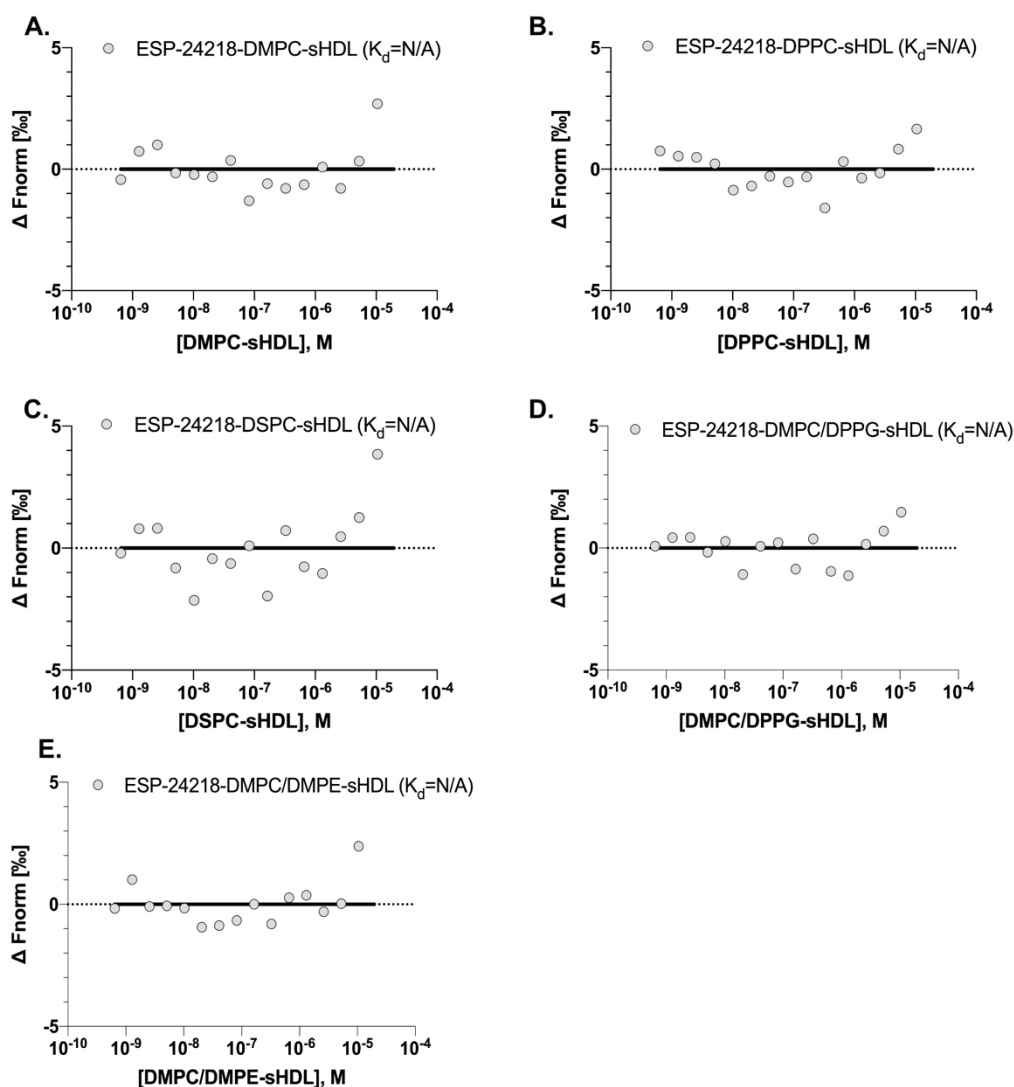 A.
ESP-24218-DMPC-sHDL (Kd=N/A)
5
0
-5
Δ Fnorm [‰]
10-10 10-9 10-8 10-7 10-6 10-5 10-4
[DMPC-sHDL], M
B.
ESP-24218-DPPC-sHDL (Kd=N/A)
5
0
-5
Δ Fnorm [‰]
10-10 10-9 10-8 10-7 10-6 10-5 10-4
[DPPC-sHDL], M
C.
ESP-24218-DSPC-sHDL (Kd=N/A)
5
0
-5
Δ Fnorm [‰]
10-10 10-9 10-8 10-7 10-6 10-5 10-4
[DSPC-sHDL], M
D.
ESP-24218-DMPC/DPPG-sHDL (Kd=N/A)
5
0
-5
Δ Fnorm [‰]
10-10 10-9 10-8 10-7 10-6 10-5 10-4
[DMPC/DPPG-sHDL], M
E.
ESP-24218-DMPC/DMPE-sHDL (Kd=N/A)
5
0
-5
Δ Fnorm [‰]
10-10 10-9 10-8 10-7 10-6 10-5 10-4
[DMPC/DMPE-sHDL], M